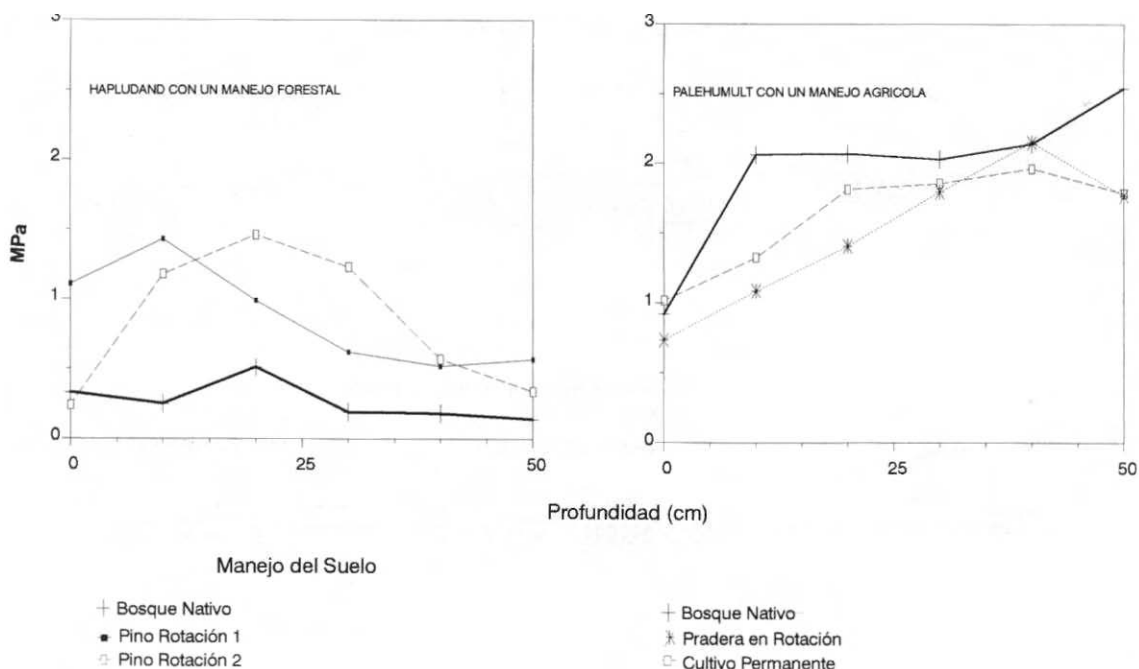 3
HAPLUDAND CON UN MANEJO FORESTAL
2
MPa
1
0
0
25
50
3
PALEHUMULT CON UN MANEJO AGRICOLA
2
1
0
0
25
50
Profundidad (cm)
Manejo del Suelo
Bosque Nativo
Pino Rotación 1
Pino Rotación 2
Bosque Nativo
Pradera en Rotación
Cultivo Permanente